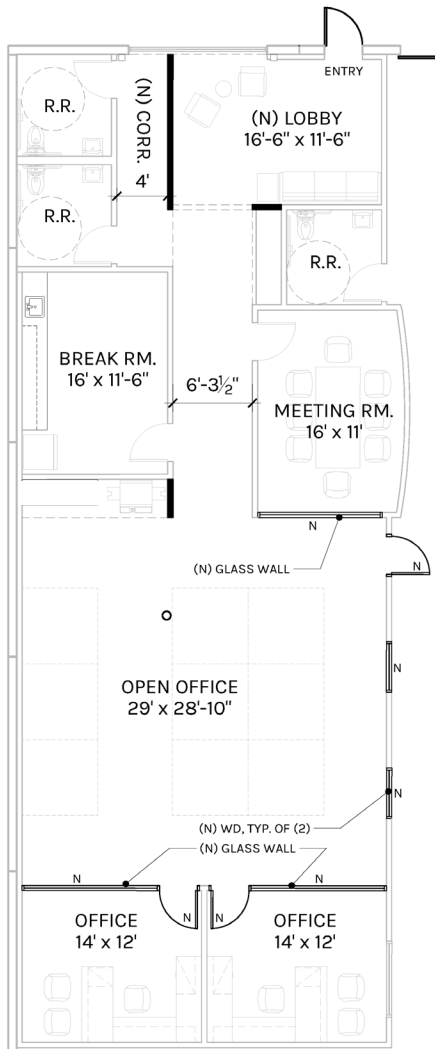 ENTRY
R.R.
(N) CORR.
4'
(N) LOBBY
16'-6" x 11'-6"
R.R.
R.R.
BREAK RM.
16' x 11'-6"
6'-3½"
MEETING RM.
16' x 11'
N
(N) GLASS WALL
N
N
OPEN OFFICE
29' x 28'-10"
N
(N) WD, TYP. OF (2)
(N) GLASS WALL
N
N
OFFICE
14' x 12'
N
N
OFFICE
14' x 12'